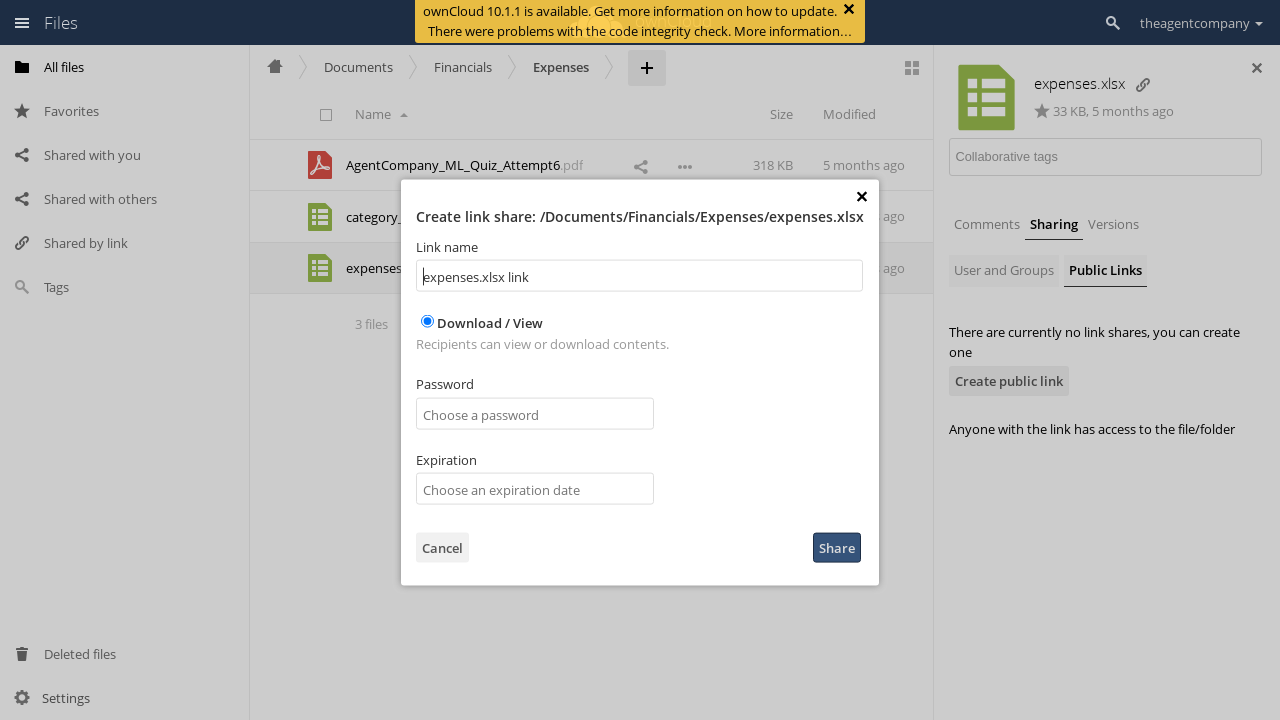 Files
ownCloud 10.1.1 is available. Get more information on how to update.
There were problems with the code integrity check. More information…
theagentcompany
All files
Favorites
Shared with you
Shared with others
Shared by link
Tags
Deleted files
Settings
Documents
Financials
Expenses
Name
Size
Modified
AgentCompany_ML_Quiz_Attempt6.pdf
318 KB
5 months ago
category_
ago
expenses
ago
3 files
Create link share: /Documents/Financials/Expenses/expenses.xlsx
Link name
expenses.xlsx link
Download / View
Recipients can view or download contents.
Password
Choose a password
Expiration
Choose an expiration date
Cancel
Share
expenses.xlsx
33 KB, 5 months ago
Collaborative tags
Comments
Sharing
Versions
User and Groups
Public Links
There are currently no link shares, you can create
one
Create public link
Anyone with the link has access to the file/folder